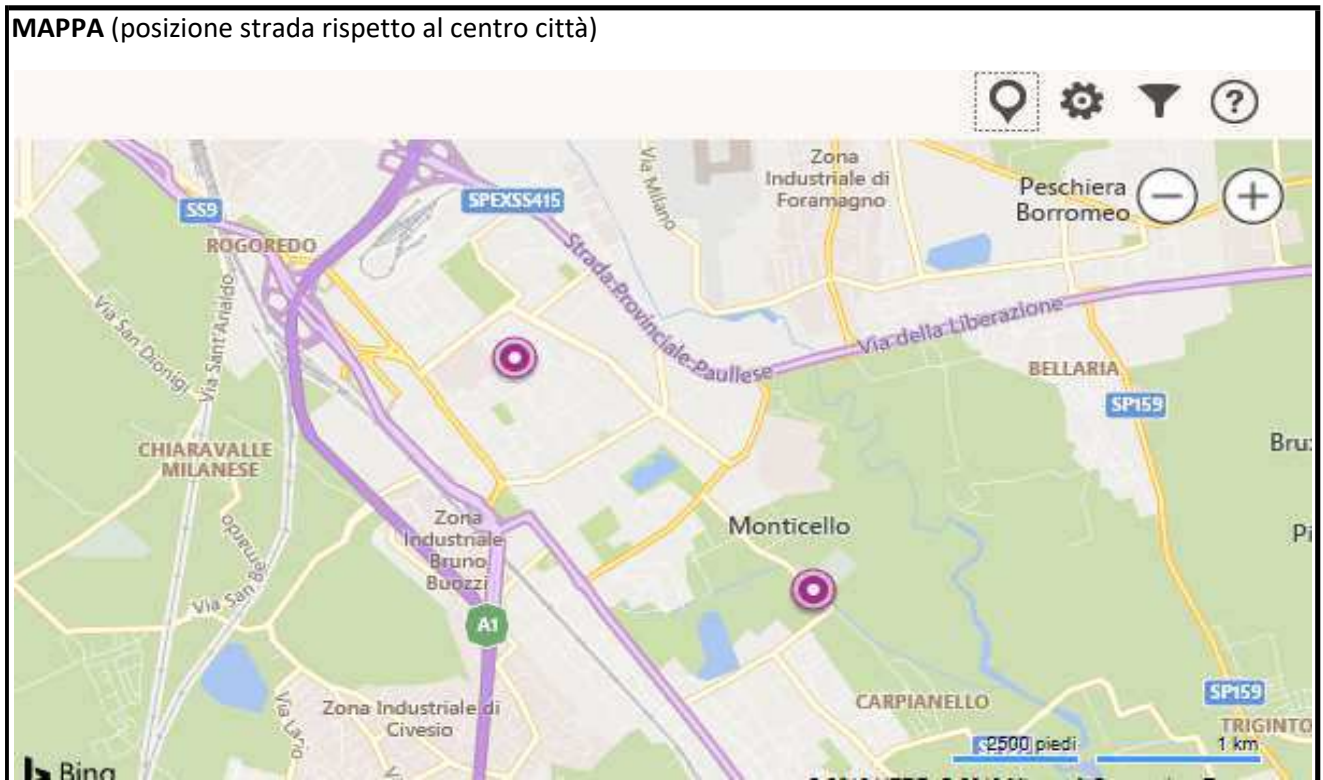 MAPPA (posizione strada rispetto al centro città)
Zona
Industriale di
Foramagno
Via Milano
Peschiera
Borromeo
SS9
SPEXSS415
ROGOREDO
Strada Provinciale Paullese
Via della Liberazione
Via Sant'Arialdo
Via San Dionigi
BELLARIA
SP159
CHIARAVALLE
MILANESE
Zona
Industriale
Bruno
Buozzi
Monticello
Via San Bernardo
A1
CARPIANELLO
SP159
TRIGINTO
Via Lario
Zona Industriale di
Civesio
2500 piedi
1 km
Bing